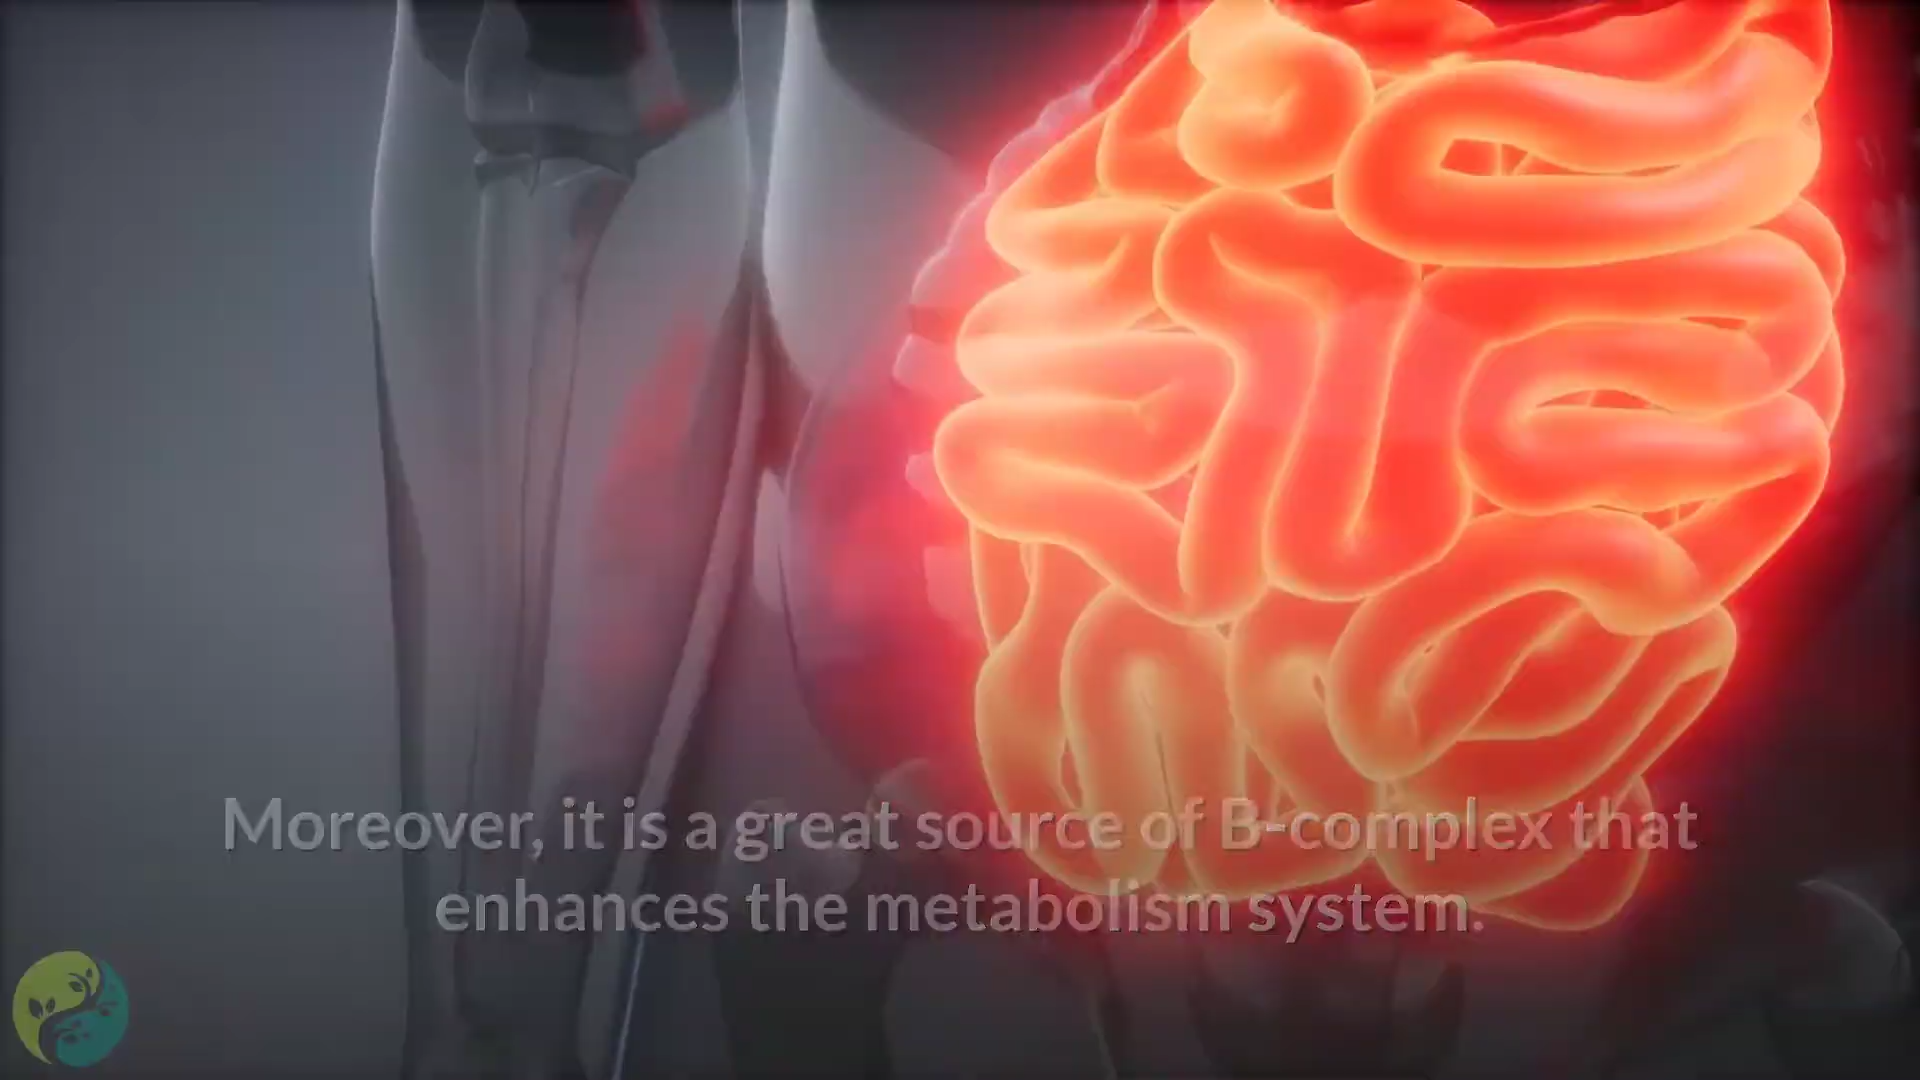 Moreover, it is a great source of B-complex that
enhances the metabolism system.